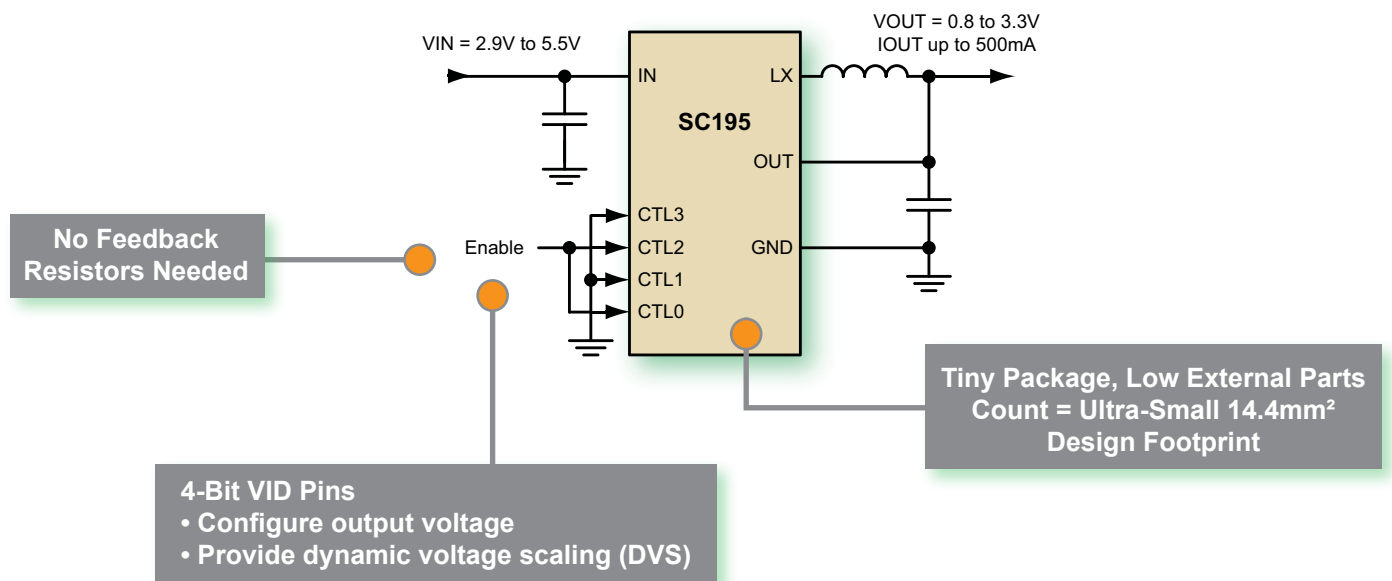 VOUT = 0.8 to 3.3V
IOUT up to 500mA
VIN = 2.9V to 5.5V
IN
LX
SC195
OUT
CTL3
No Feedback
Resistors Needed
Enable
CTL2
GND
CTL1
CTL0
Tiny Package, Low External Parts
Count = Ultra-Small 14.4mm²
Design Footprint
4-Bit VID Pins
• Configure output voltage
• Provide dynamic voltage scaling (DVS)